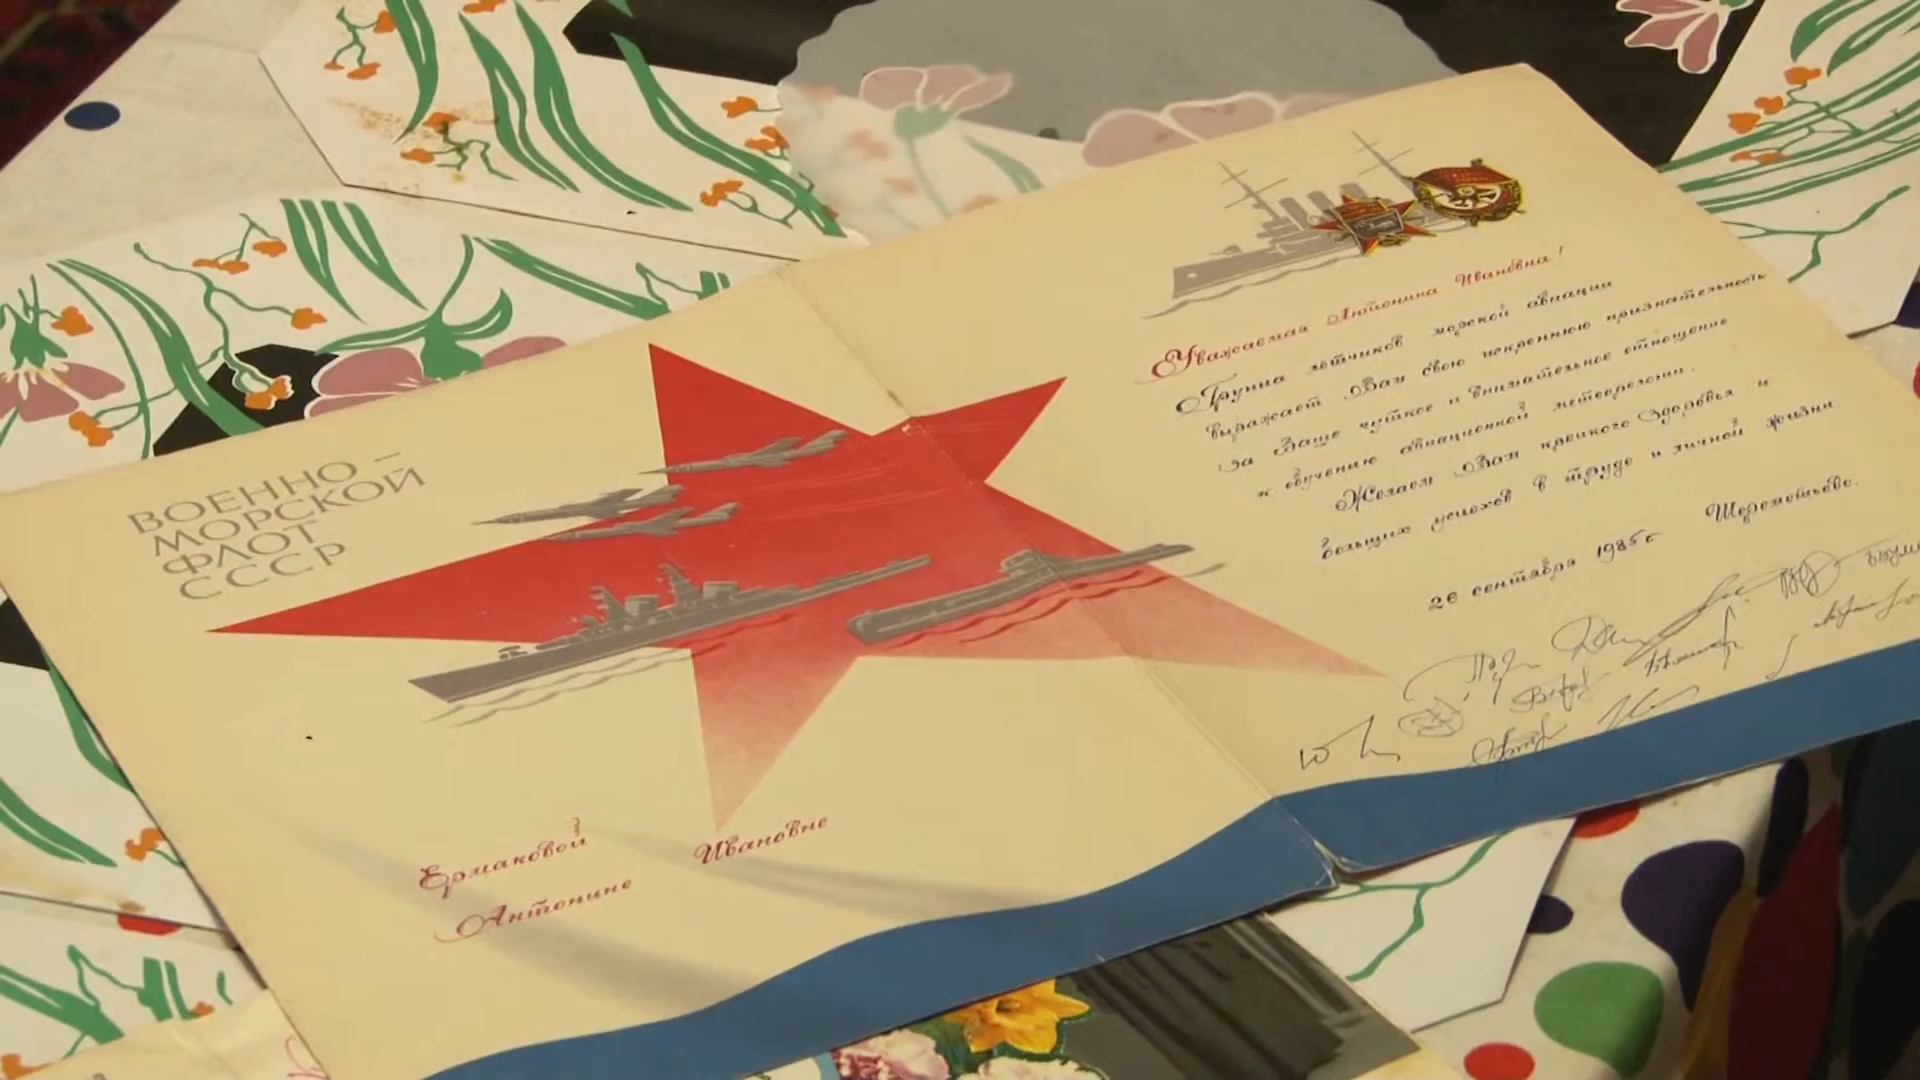 ВОЕННО –
МОРСКОЙ
ФЛОТ
СССР
Ермаковой
Антонине
Ивановне
Уважаемая Антонина Ивановна!
Группа летчиков морской авиации
выражает Вам свою искреннюю признательность
за Ваше чуткое и внимательное отношение
к обучению авиационной метеорологии.
Желаем Вам крепкого здоровья и
больших успехов в труде и личной жизни.
26 сентября 1985 г Шереметьево.